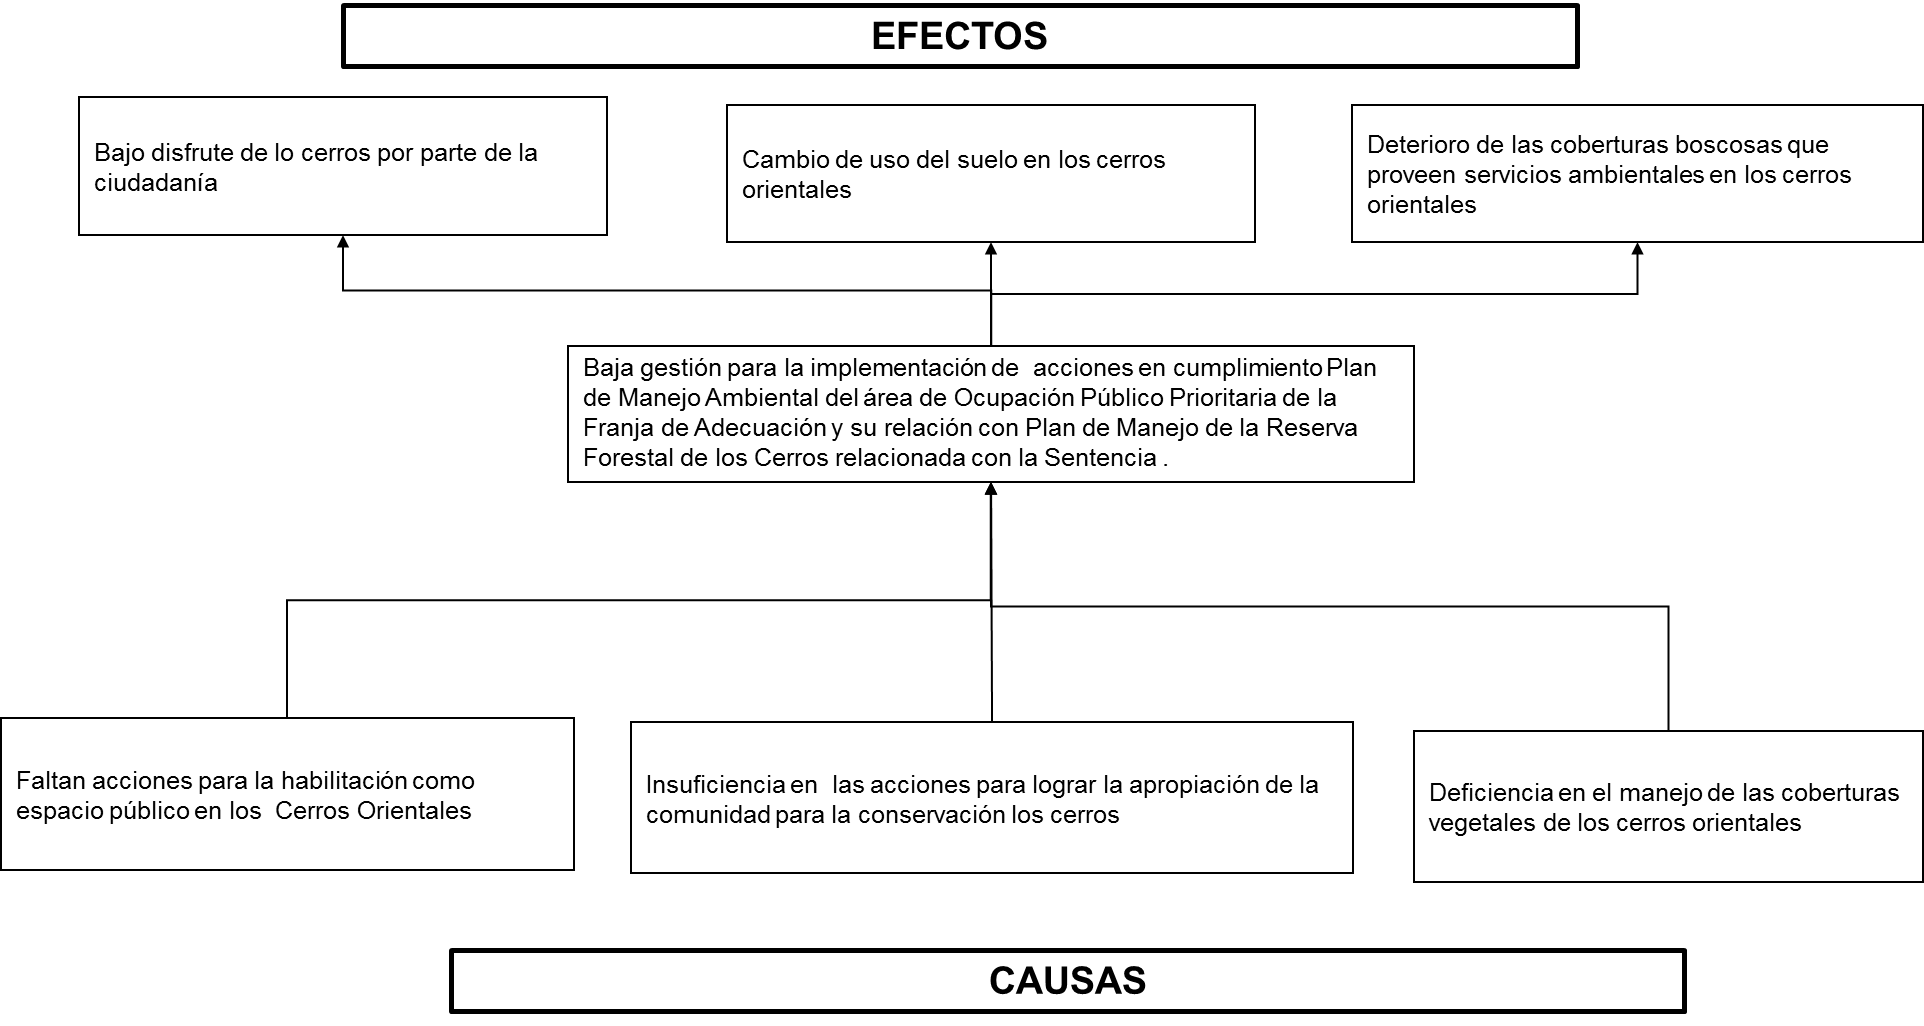 EFECTOS
Bajo disfrute de lo cerros por parte de la
ciudadanía
Cambio de uso del suelo en los cerros
orientales
Deterioro de las coberturas boscosas que
proveen servicios ambientales en los cerros
orientales
Baja gestión para la implementación de  acciones en cumplimiento Plan
de Manejo Ambiental del área de Ocupación Público Prioritaria de la
Franja de Adecuación y su relación con Plan de Manejo de la Reserva
Forestal de los Cerros relacionada con la Sentencia .
Faltan acciones para la habilitación como
espacio público en los  Cerros Orientales
Insuficiencia en  las acciones para lograr la apropiación de la
comunidad para la conservación los cerros
Deficiencia en el manejo de las coberturas
vegetales de los cerros orientales
CAUSAS